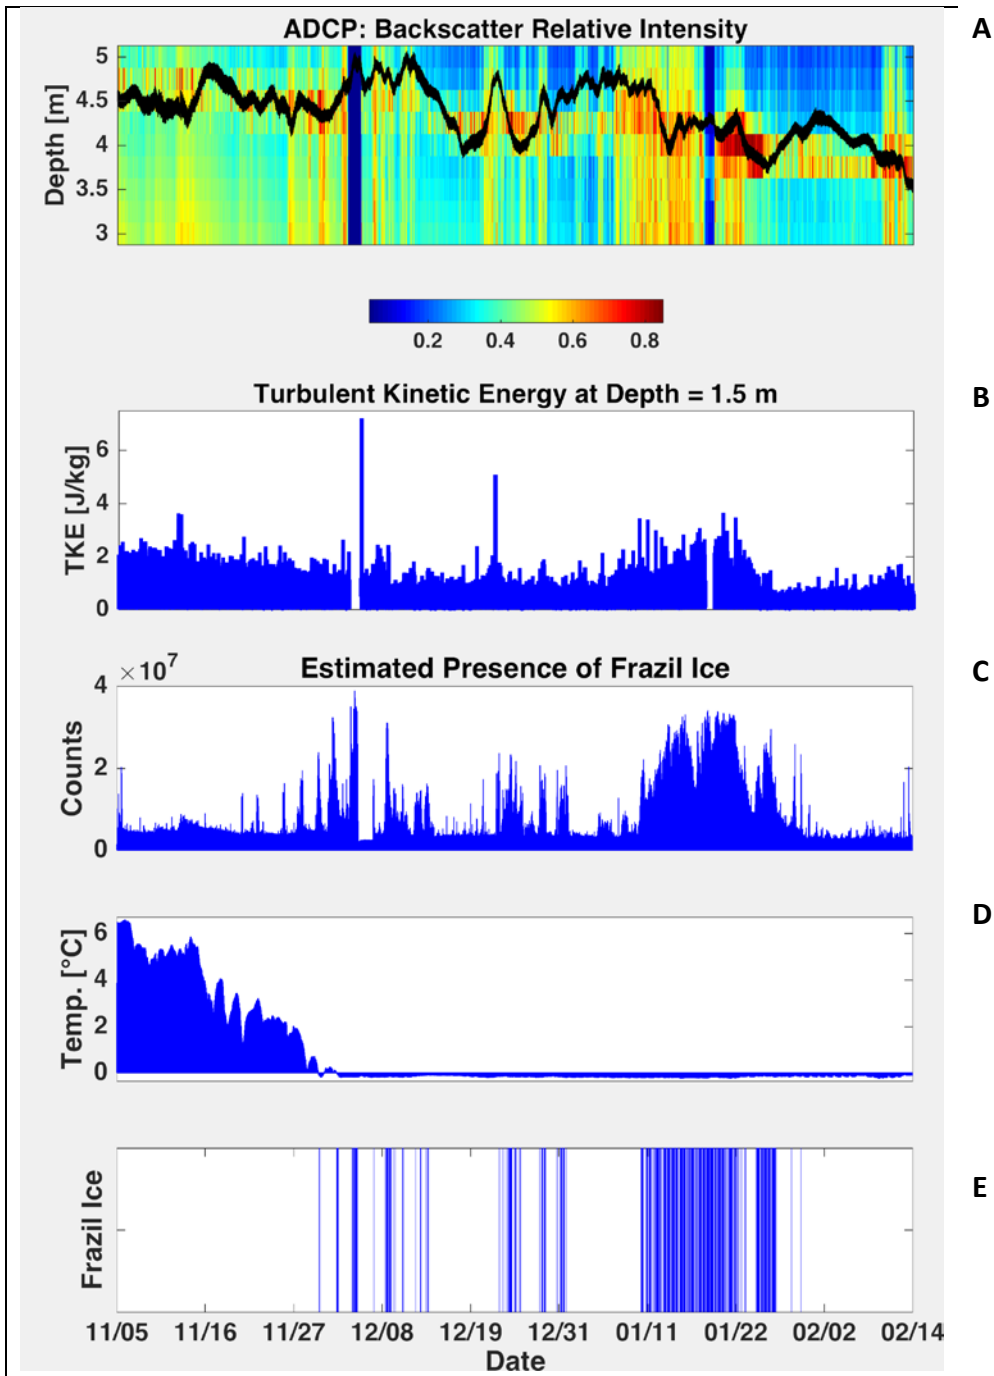 ADCP: Backscatter Relative Intensity
A
Depth [m]
5
4.5
4
3.5
3
0.2 0.4 0.6 0.8
Turbulent Kinetic Energy at Depth = 1.5 m
B
TKE [J/kg]
6
4
2
0
Estimated Presence of Frazil Ice
C
×10⁷
Counts
4
2
0
D
Temp. [°C]
6
4
2
0
E
Frazil Ice
11/05 11/16 11/27 12/08 12/19 12/31 01/11 01/22 02/02 02/14
Date